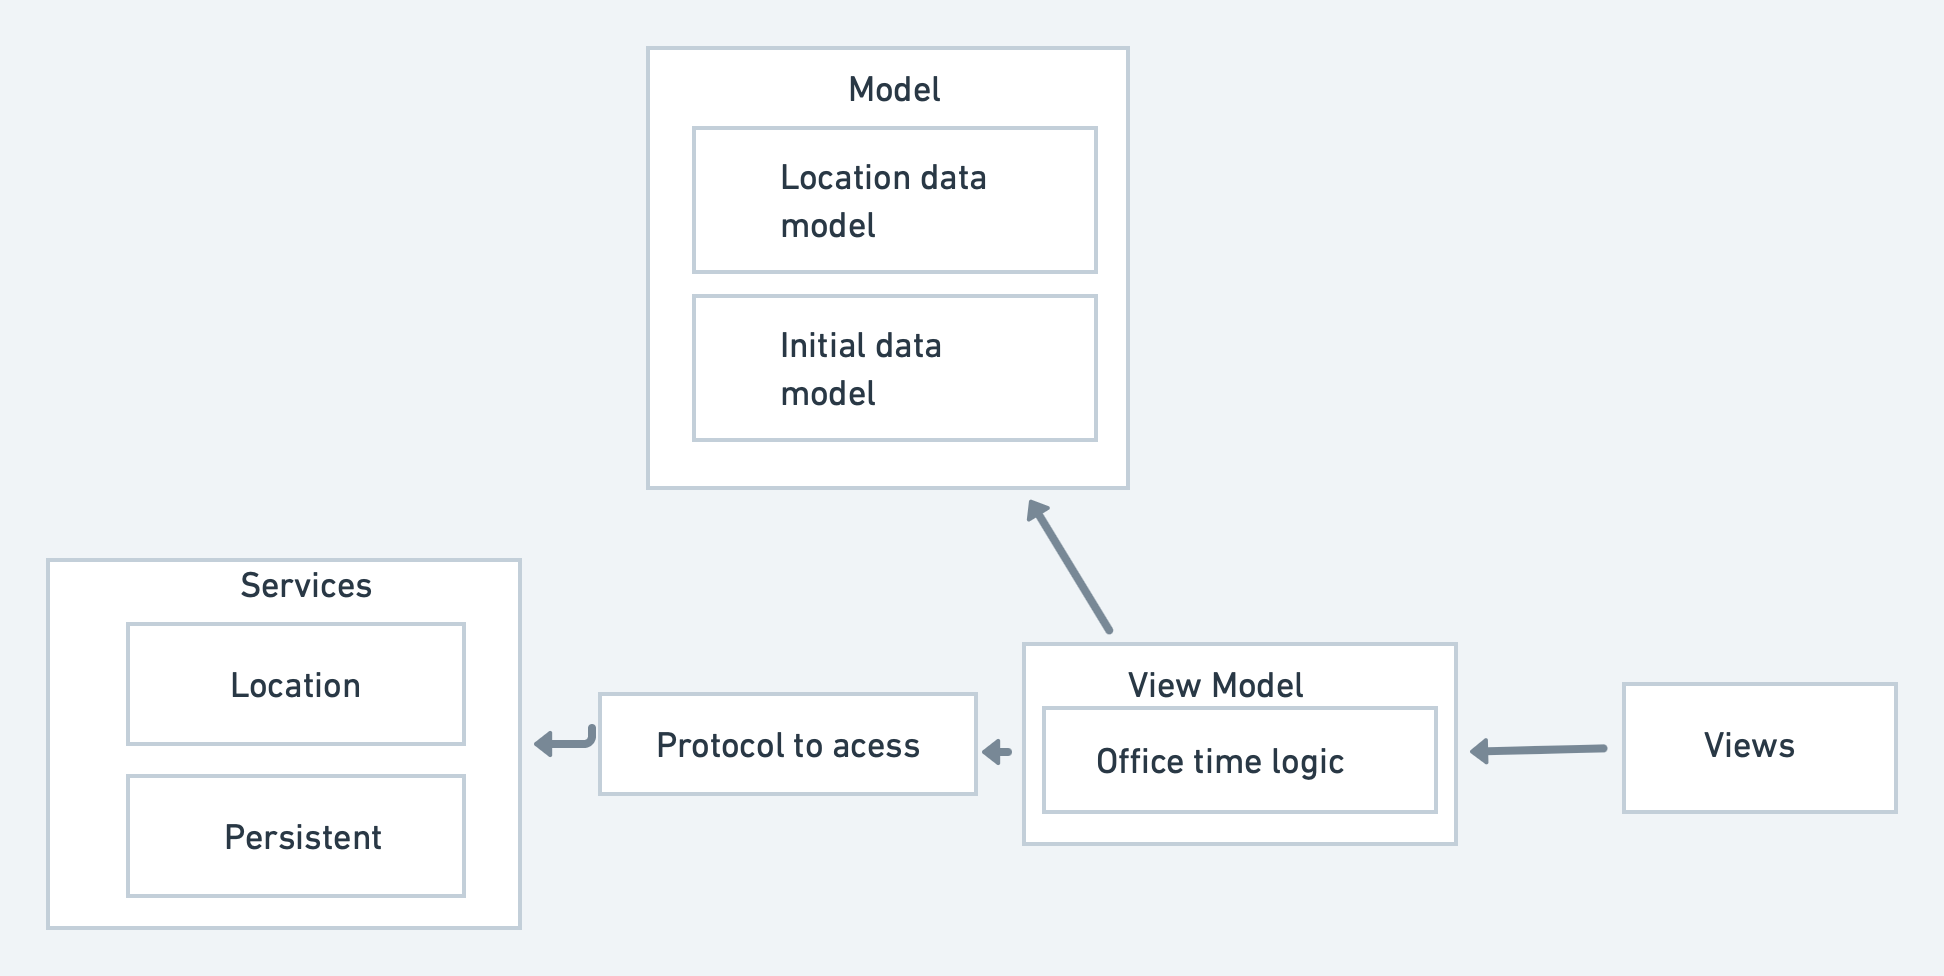 Model
Location data
model
Initial data
model
Services
Location
Persistent
Protocol to acess
View Model
Office time logic
Views